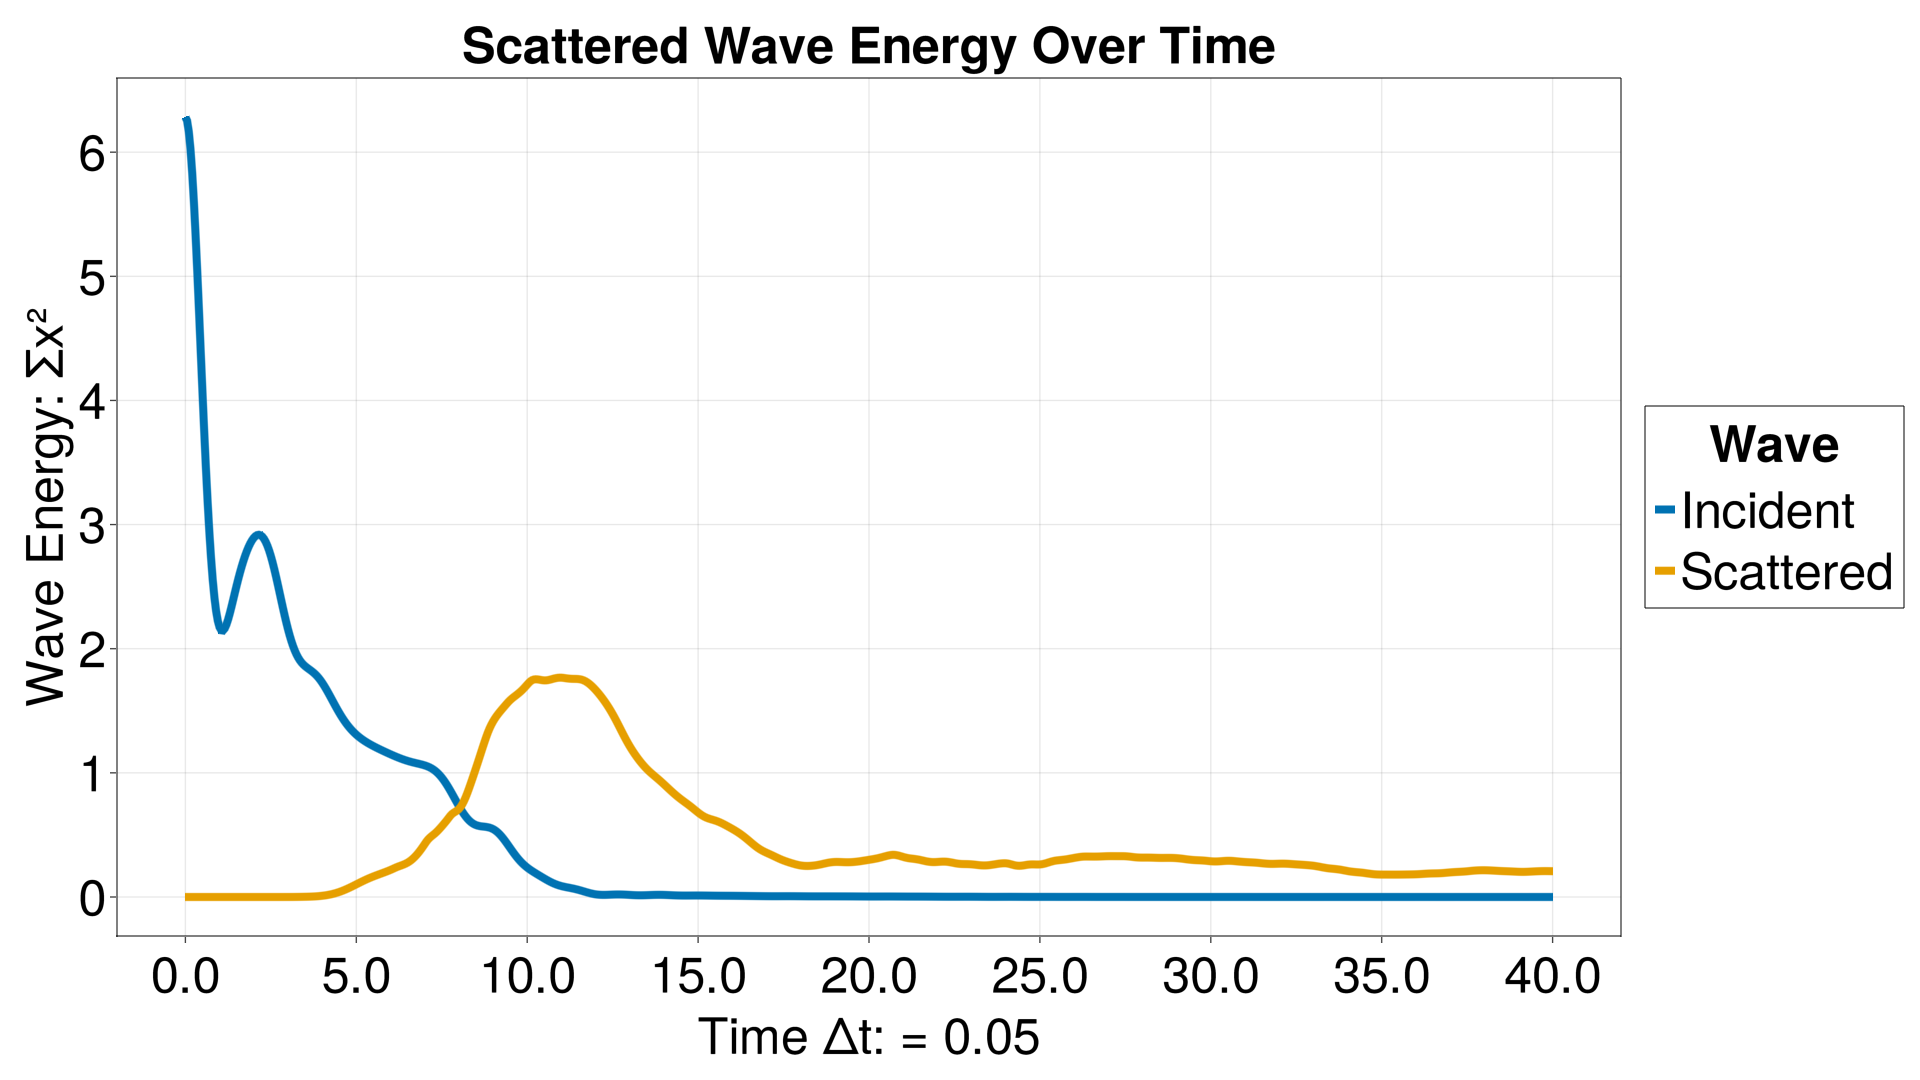 Scattered Wave Energy Over Time
Wave Energy: Σx²
6
5
4
3
2
1
0
0.0 5.0 10.0 15.0 20.0 25.0 30.0 35.0 40.0
Time Δt: = 0.05
Wave
Incident
Scattered